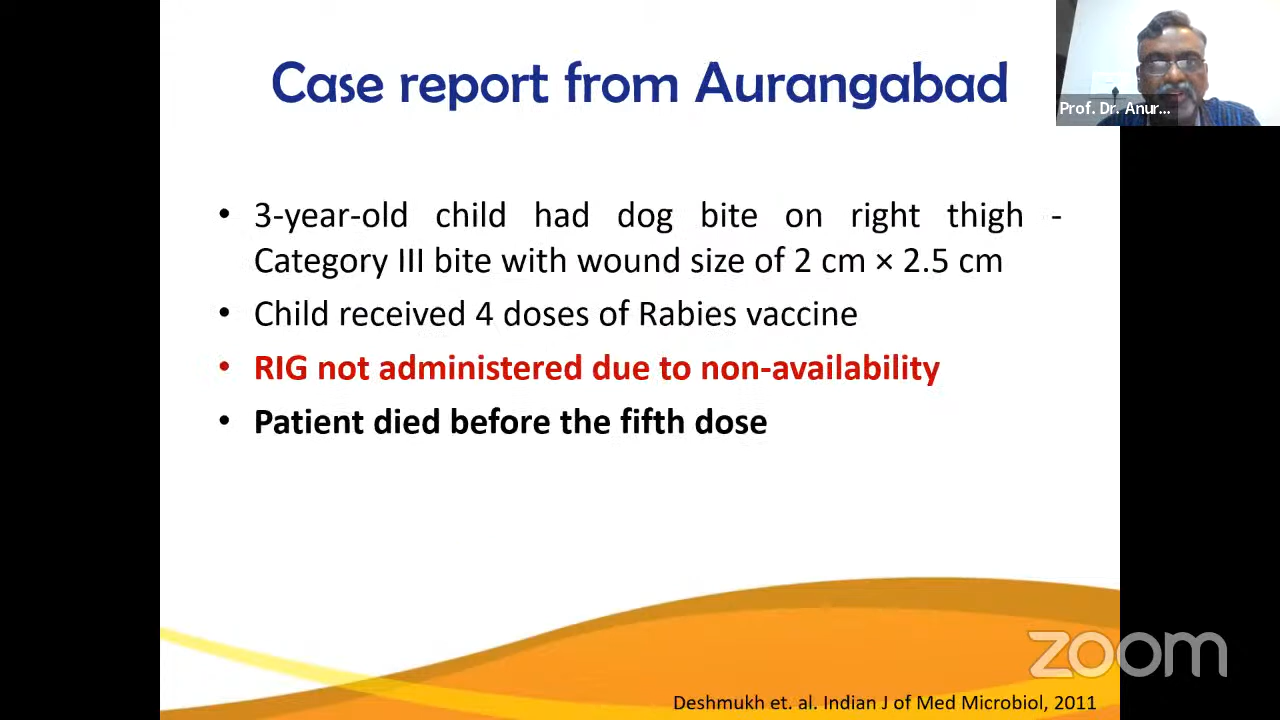 Case report from Aurangabad
Prof. Dr. Anur...
• 3-year-old child had dog bite on right thigh -
Category III bite with wound size of 2 cm × 2.5 cm
• Child received 4 doses of Rabies vaccine
• RIG not administered due to non-availability
• Patient died before the fifth dose
zoom
Deshmukh et. al. Indian J of Med Microbiol, 2011